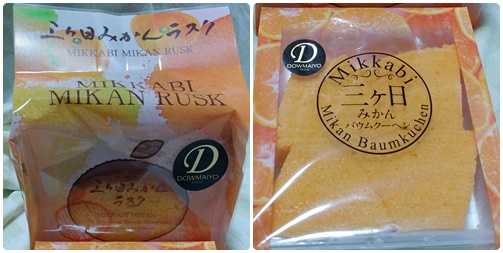 三ヶ日みかんラスク
MIKKABI MIKAN RUSK
MIKKABI
MIKAN RUSK
D
DOWMAIYO
三ヶ日みかん
ラスク
MIKKABI MIKAN
D
DOWMAIYO
Mikkabi
三ヶ日
みかん
バウムクーヘン
Mikan Baumkuchen